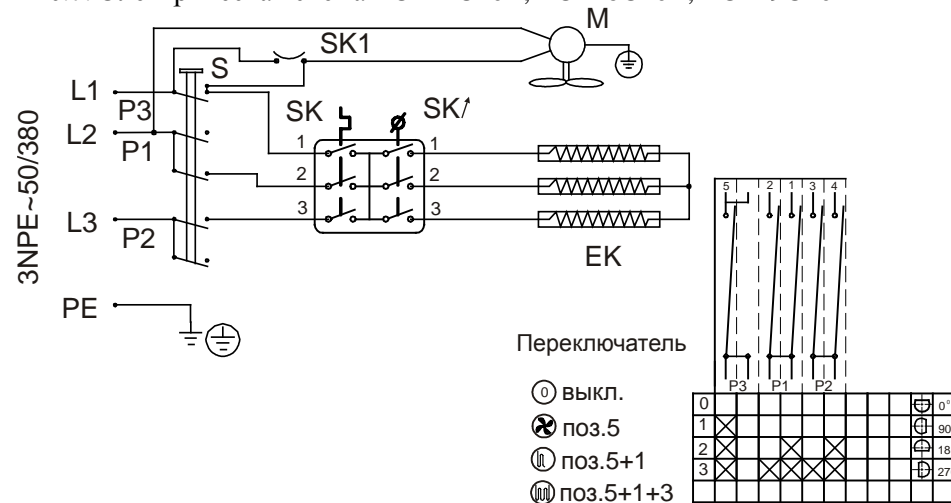 M
SK1
S
L1
P3
SK
SK
L2
P1
1
1
2
2
3
3
L3
P2
EK
3NPE~50/380
PE
5 2 1 3 4
Переключатель
P3 P1 P2
0 выкл.
поз.5
поз.5+1
поз.5+1+3
0 0°
1 90
2 18
3 27